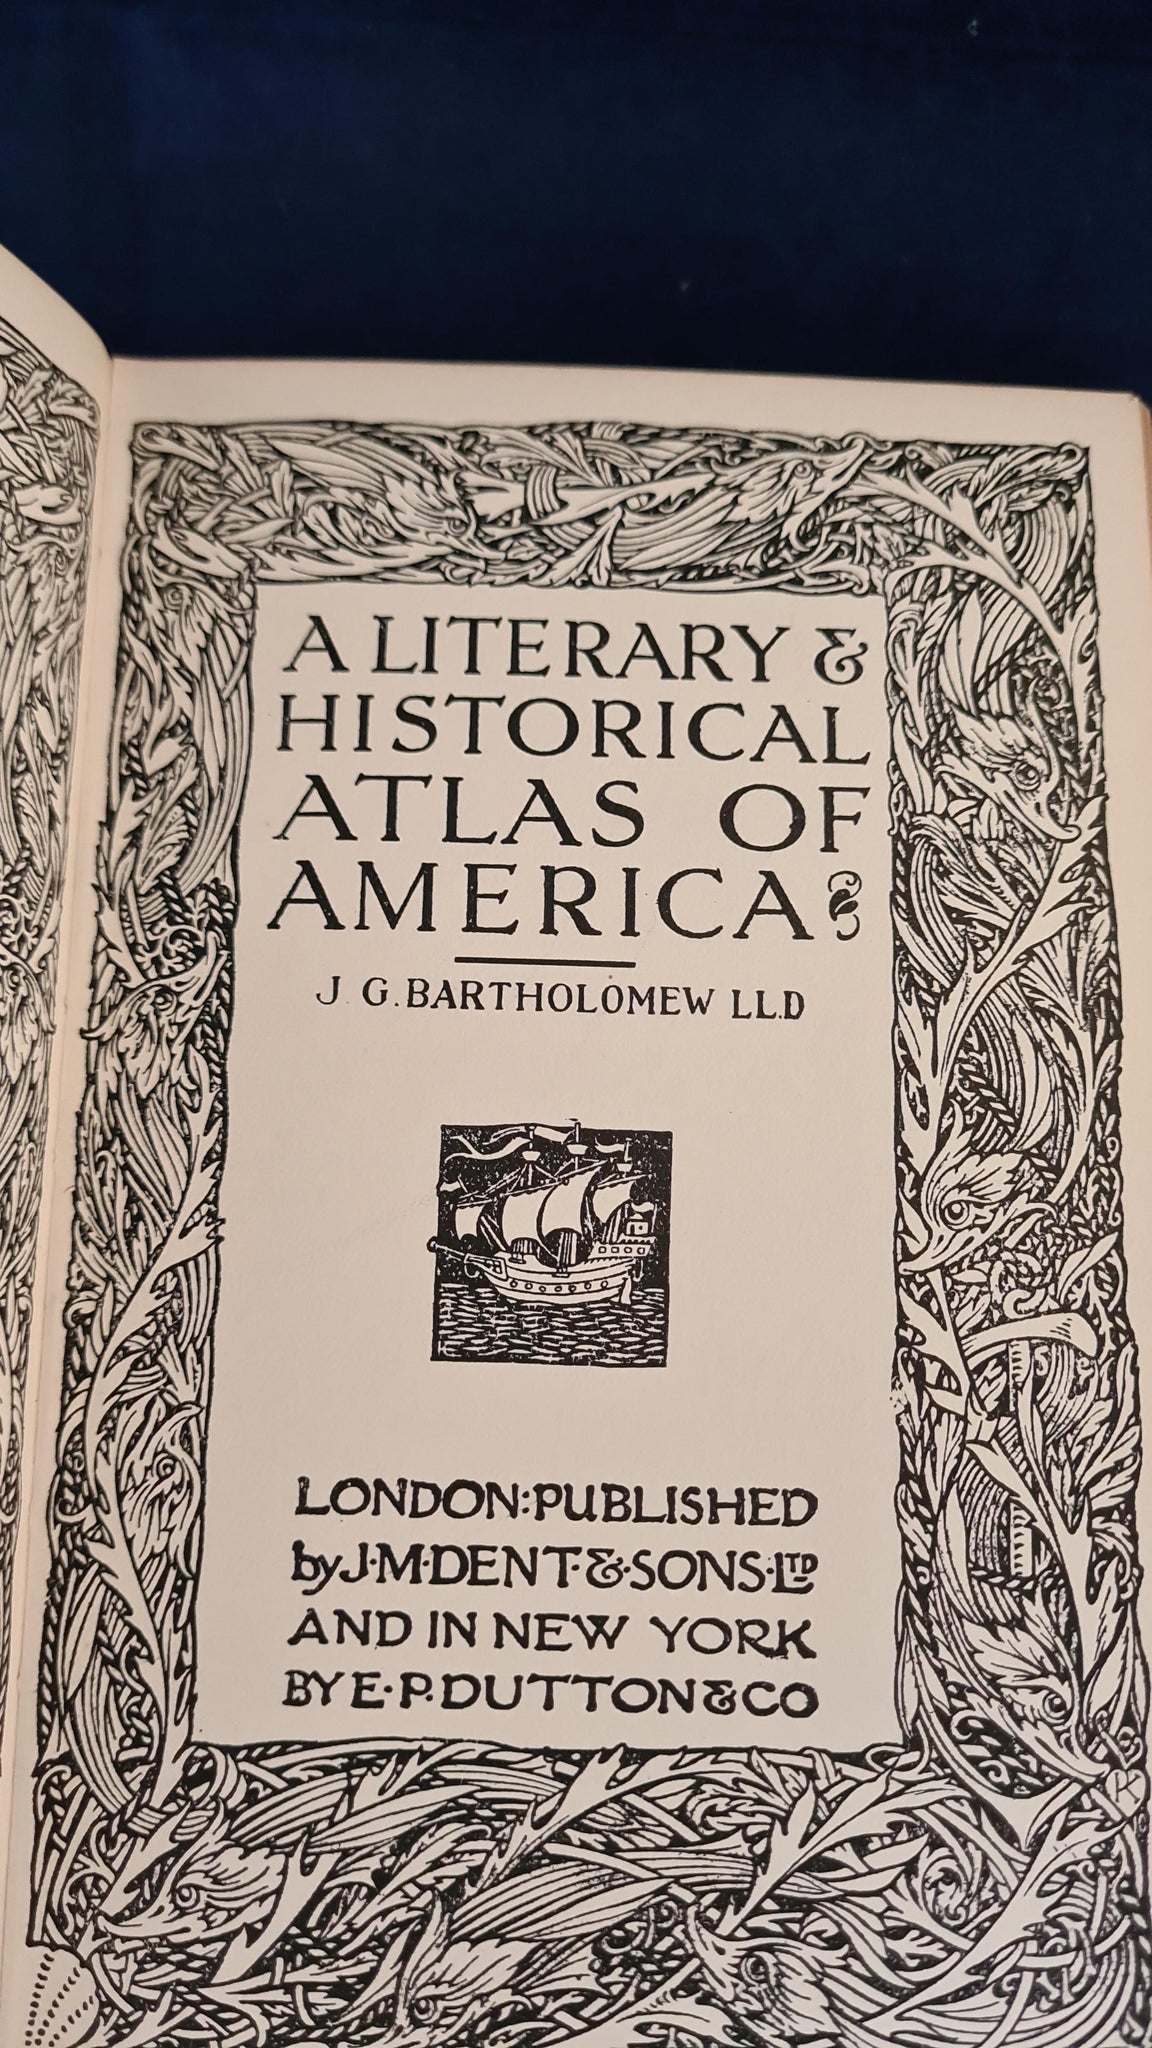 A LITERARY &
HISTORICAL
ATLAS OF
AMERICA
J. G. BARTHOLOMEW LL.D
LONDON: PUBLISHED
by J·M·DENT·&·SONS·LTD
AND IN NEW YORK
BY E·P·DUTTON & CO